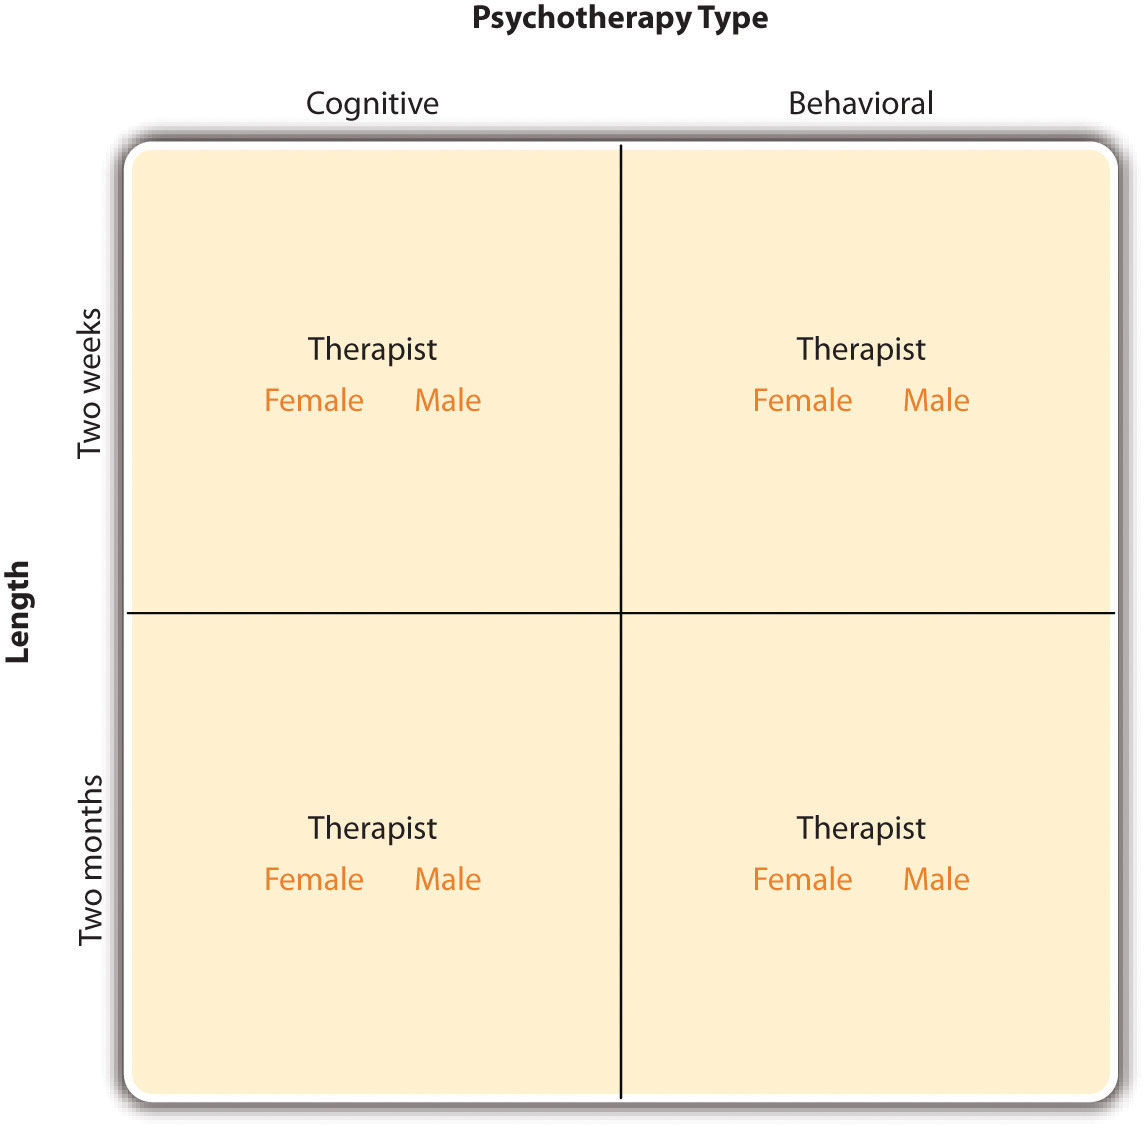 Psychotherapy Type
Cognitive Behavioral
Length
Two weeks
Therapist Therapist
Female Male Female Male
Two months
Therapist Therapist
Female Male Female Male